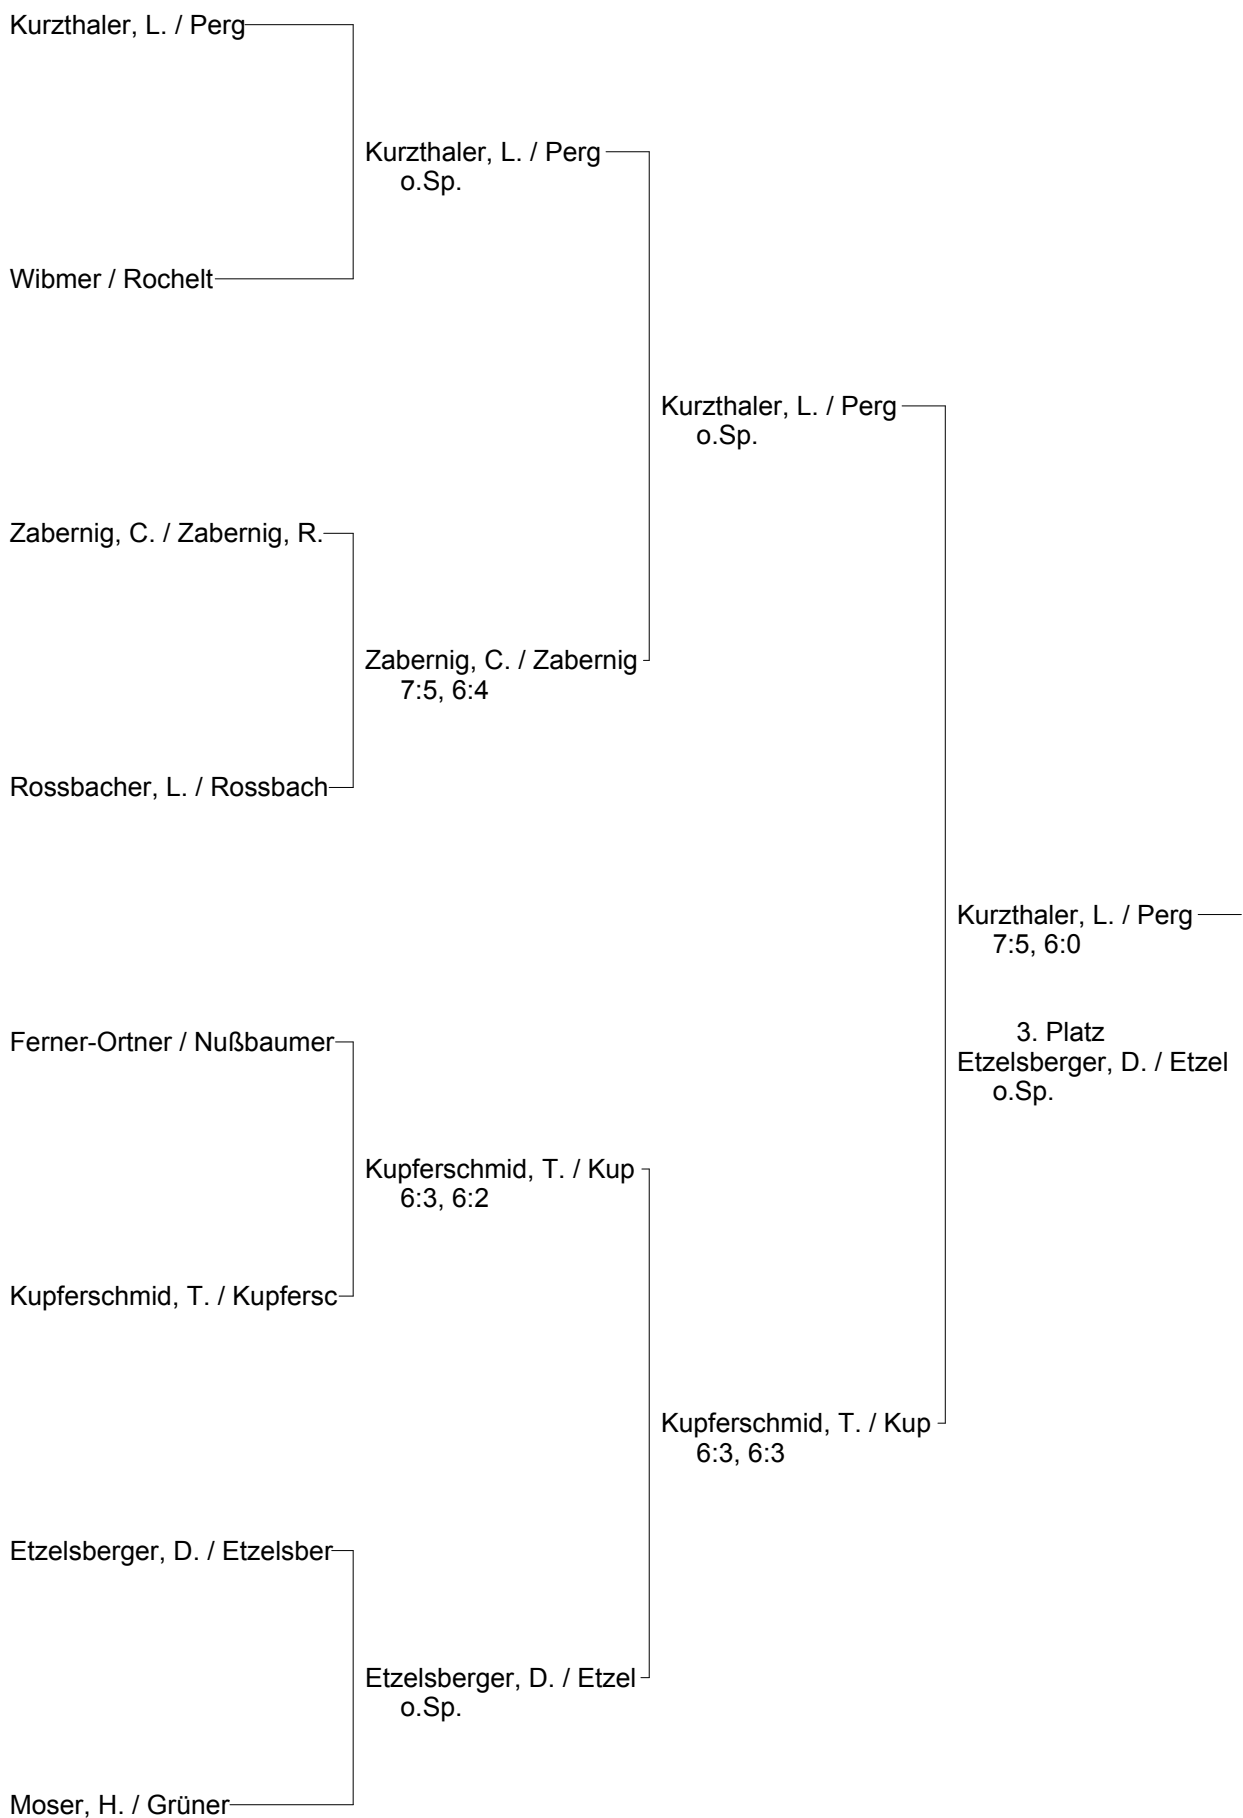 Kurzthaler, L. / Perg
Kurzthaler, L. / Perg
o.Sp.
Wibmer / Rochelt
Kurzthaler, L. / Perg
o.Sp.
Zabernig, C. / Zabernig, R.
Zabernig, C. / Zabernig
7:5, 6:4
Rossbacher, L. / Rossbach
Kurzthaler, L. / Perg
7:5, 6:0
3. Platz
Etzelsberger, D. / Etzel
o.Sp.
Ferner-Ortner / Nußbaumer
Kupferschmid, T. / Kup
6:3, 6:2
Kupferschmid, T. / Kupfersc
Kupferschmid, T. / Kup
6:3, 6:3
Etzelsberger, D. / Etzelsber
Etzelsberger, D. / Etzel
o.Sp.
Moser, H. / Grüner